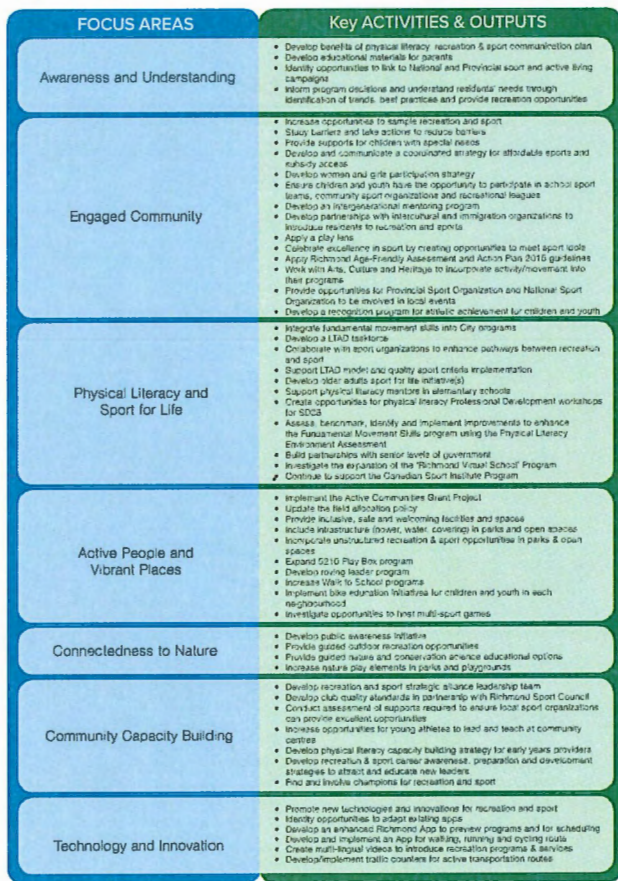 FOCUS AREAS
Key ACTIVITIES & OUTPUTS
Awareness and Understanding
• Develop benefits of physical literacy, recreation & sport communication plan
• Develop educational materials for parents
• Identify opportunities to link to National and Provincial sport and active living
campaigns
• Inform program decisions and understand residents' needs through
identification of trends, best practices and provide recreation opportunities
Engaged Community
• Increase opportunities to sample recreation and sport
• Study barriers and take actions to reduce barriers
• Provide supports for children with special needs
• Develop and communicate a coordinated strategy for affordable sports and
subsidy access
• Develop women and girls participation strategy
• Ensure children and youth have the opportunity to participate in school sport
teams, community sport organizations and recreational leagues
• Develop an intergenerational mentoring program
• Develop partnerships with intercultural and immigration organizations to
introduce residents to recreation and sports
• Apply a play lens
• Celebrate excellence in sport by creating opportunities to meet sport idols
• Apply Richmond Age-Friendly Assessment and Action Plan 2015 guidelines
• Work with Arts, Culture and Heritage to incorporate activity/movement into
their programs
• Provide opportunities for Provincial Sport Organization and National Sport
Organization to be involved in local events
• Develop a recognition program for athletic achievement for children and youth
Physical Literacy and
Sport for Life
• Integrate fundamental movement skills into City programs
• Develop a LTAD taskforce
• Collaborate with sport organizations to enhance pathways between recreation
and sport
• Support LTAD model and quality sport criteria implementation
• Develop older adults sport for life initiative(s)
• Support physical literacy mentors in elementary schools
• Create opportunities for physical literacy Professional Development workshops
for SD38
• Assess, benchmark, identify and implement improvements to enhance
the Fundamental Movement Skills program using the Physical Literacy
Environment Assessment
• Build partnerships with senior levels of government
• Investigate the expansion of the 'Richmond Virtual School' Program
• Continue to support the Canadian Sport Institute Program
Active People and
Vibrant Places
• Implement the Active Communities Grant Project
• Update the field allocation policy
• Provide inclusive, safe and welcoming facilities and spaces
• Include infrastructure (power, water, covering) in parks and open spaces
• Incorporate unstructured recreation & sport opportunities in parks & open
spaces
• Expand 5210 Play Box program
• Develop roving leader program
• Increase Walk to School programs
• Implement bike education initiatives for children and youth in each
neighbourhood
• Investigate opportunities to host multi-sport games
Connectedness to Nature
• Develop public awareness initiative
• Provide guided outdoor recreation opportunities
• Provide guided nature and conservation science educational options
• Increase nature play elements in parks and playgrounds
Community Capacity Building
• Develop recreation and sport strategic alliance leadership team
• Develop club quality standards in partnership with Richmond Sport Council
• Conduct assessment of supports required to ensure local sport organizations
can provide excellent opportunities
• Increase opportunities for young athletes to lead and teach at community
centres
• Develop physical literacy capacity building strategy for early years providers
• Develop recreation & sport career awareness, preparation and development
strategies to attract and educate new leaders
• Find and involve champions for recreation and sport
Technology and Innovation
• Promote new technologies and innovations for recreation and sport
• Identify opportunities to adapt existing apps
• Develop an enhanced Richmond App to preview programs and for scheduling
• Develop and implement an App for walking, running and cycling route
• Create multi-lingual videos to introduce recreation programs & services
• Develop/implement traffic counters for active transportation routes